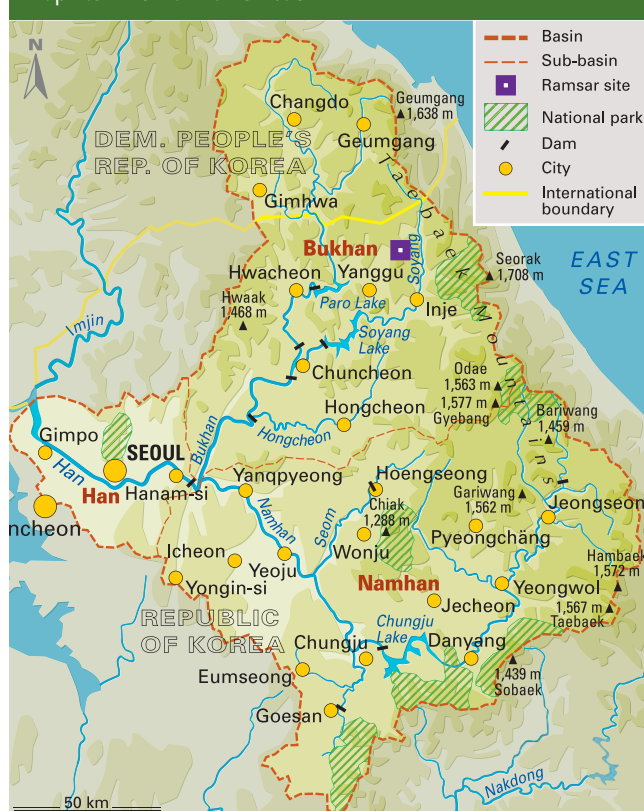 N
Basin
Sub-basin
Ramsar site
National park
Dam
City
International
boundary
Changdo
Geumgang
1,638 m
DEM. PEOPLE'S
REP. OF KOREA
Geumgang
Gimhwa
Taebaek Mountains
Bukhan
Soyang
Seorak
1,708 m
EAST
SEA
Hwacheon
Yanggu
Hwaak
1,468 m
Paro Lake
Inje
Imjin
Soyang
Lake
Chuncheon
Odae
1,563 m
1,577 m
Gyebang
Bariwang
1,459 m
Hongcheon
Hongcheon
Bukhan
Gimpo
SEOUL
Han
Han
Hanam-si
Yanqpyeong
Hoengseong
Chiak
1,288 m
Gariwang
1,562 m
Jeongseon
ncheon
Namhan
Seom
Pyeongchäng
Icheon
Yeoju
Wonju
Hambaek
1,572 m
Yongin-si
Namhan
Yeongwol
1,567 m
Taebaek
Jecheon
REPUBLIC
OF KOREA
Chungju
Lake
Chungju
Danyang
Eumseong
1,439 m
Sobaek
Goesan
Nakdong
50 km